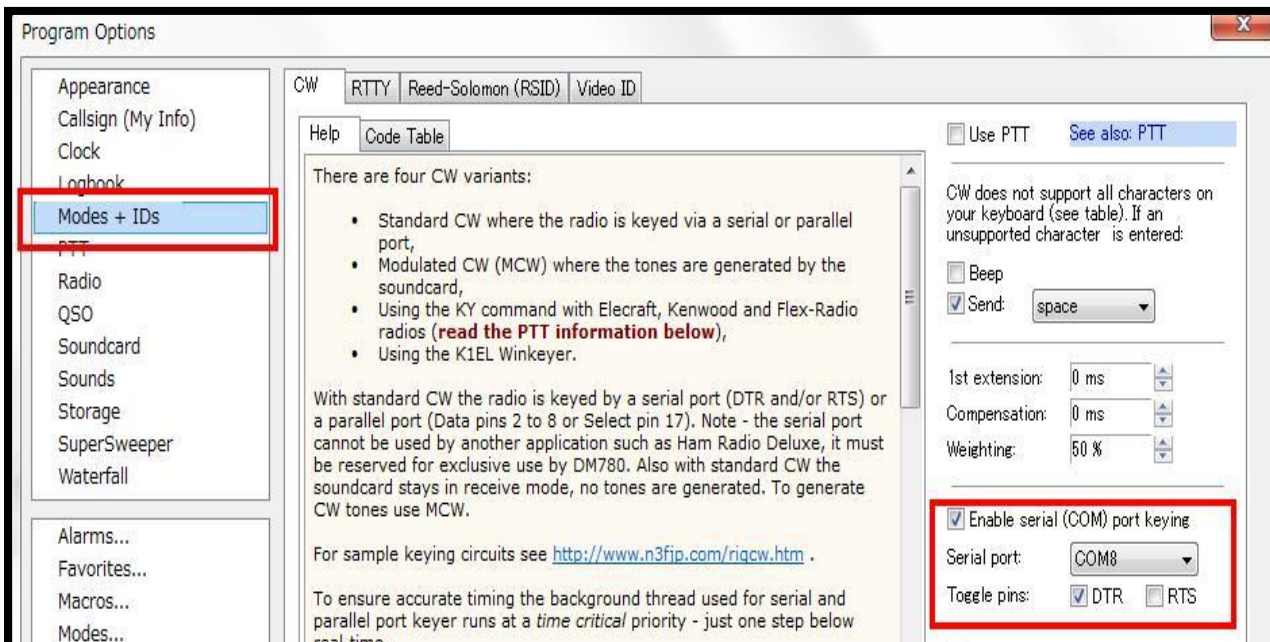 Program Options
X
Appearance
Callsign (My Info)
Clock
Logbook
Modes + IDs
PTT
Radio
QSO
Soundcard
Sounds
Storage
SuperSweeper
Waterfall
Alarms...
Favorites...
Macros...
Modes...
CW
RTTY
Reed-Solomon (RSID)
Video ID
Help
Code Table
There are four CW variants:
• Standard CW where the radio is keyed via a serial or parallel
port,
• Modulated CW (MCW) where the tones are generated by the
soundcard,
• Using the KY command with Elecraft, Kenwood and Flex-Radio
radios (read the PTT information below),
• Using the K1EL Winkeyer.
With standard CW the radio is keyed by a serial port (DTR and/or RTS) or
a parallel port (Data pins 2 to 8 or Select pin 17). Note - the serial port
cannot be used by another application such as Ham Radio Deluxe, it must
be reserved for exclusive use by DM780. Also with standard CW the
soundcard stays in receive mode, no tones are generated. To generate
CW tones use MCW.
For sample keying circuits see http://www.n3fjp.com/rigcw.htm .
To ensure accurate timing the background thread used for serial and
parallel port keyer runs at a time critical priority - just one step below
real time
Use PTT
See also: PTT
CW does not support all characters on
your keyboard (see table). If an
unsupported character is entered:
Beep
Send: space
1st extension: 0 ms
Compensation: 0 ms
Weighting: 50 %
Enable serial (COM) port keying
Serial port: COM8
Toggle pins: DTR RTS